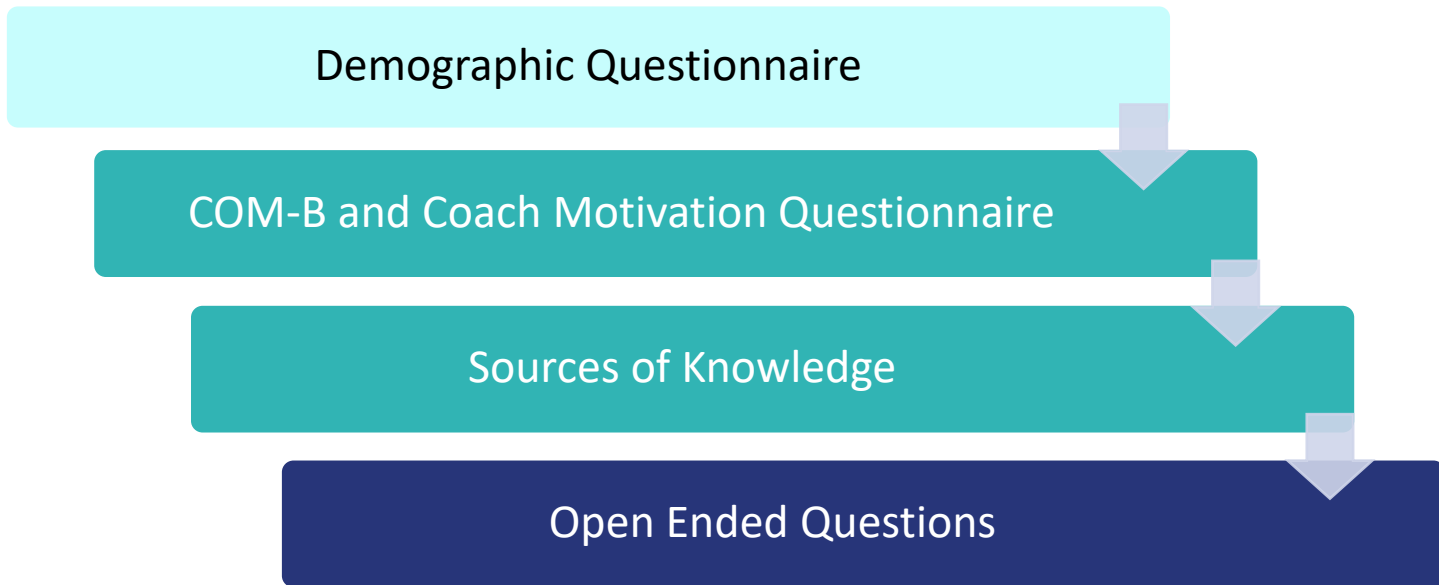 Demographic Questionnaire
COM-B and Coach Motivation Questionnaire
Sources of Knowledge
Open Ended Questions